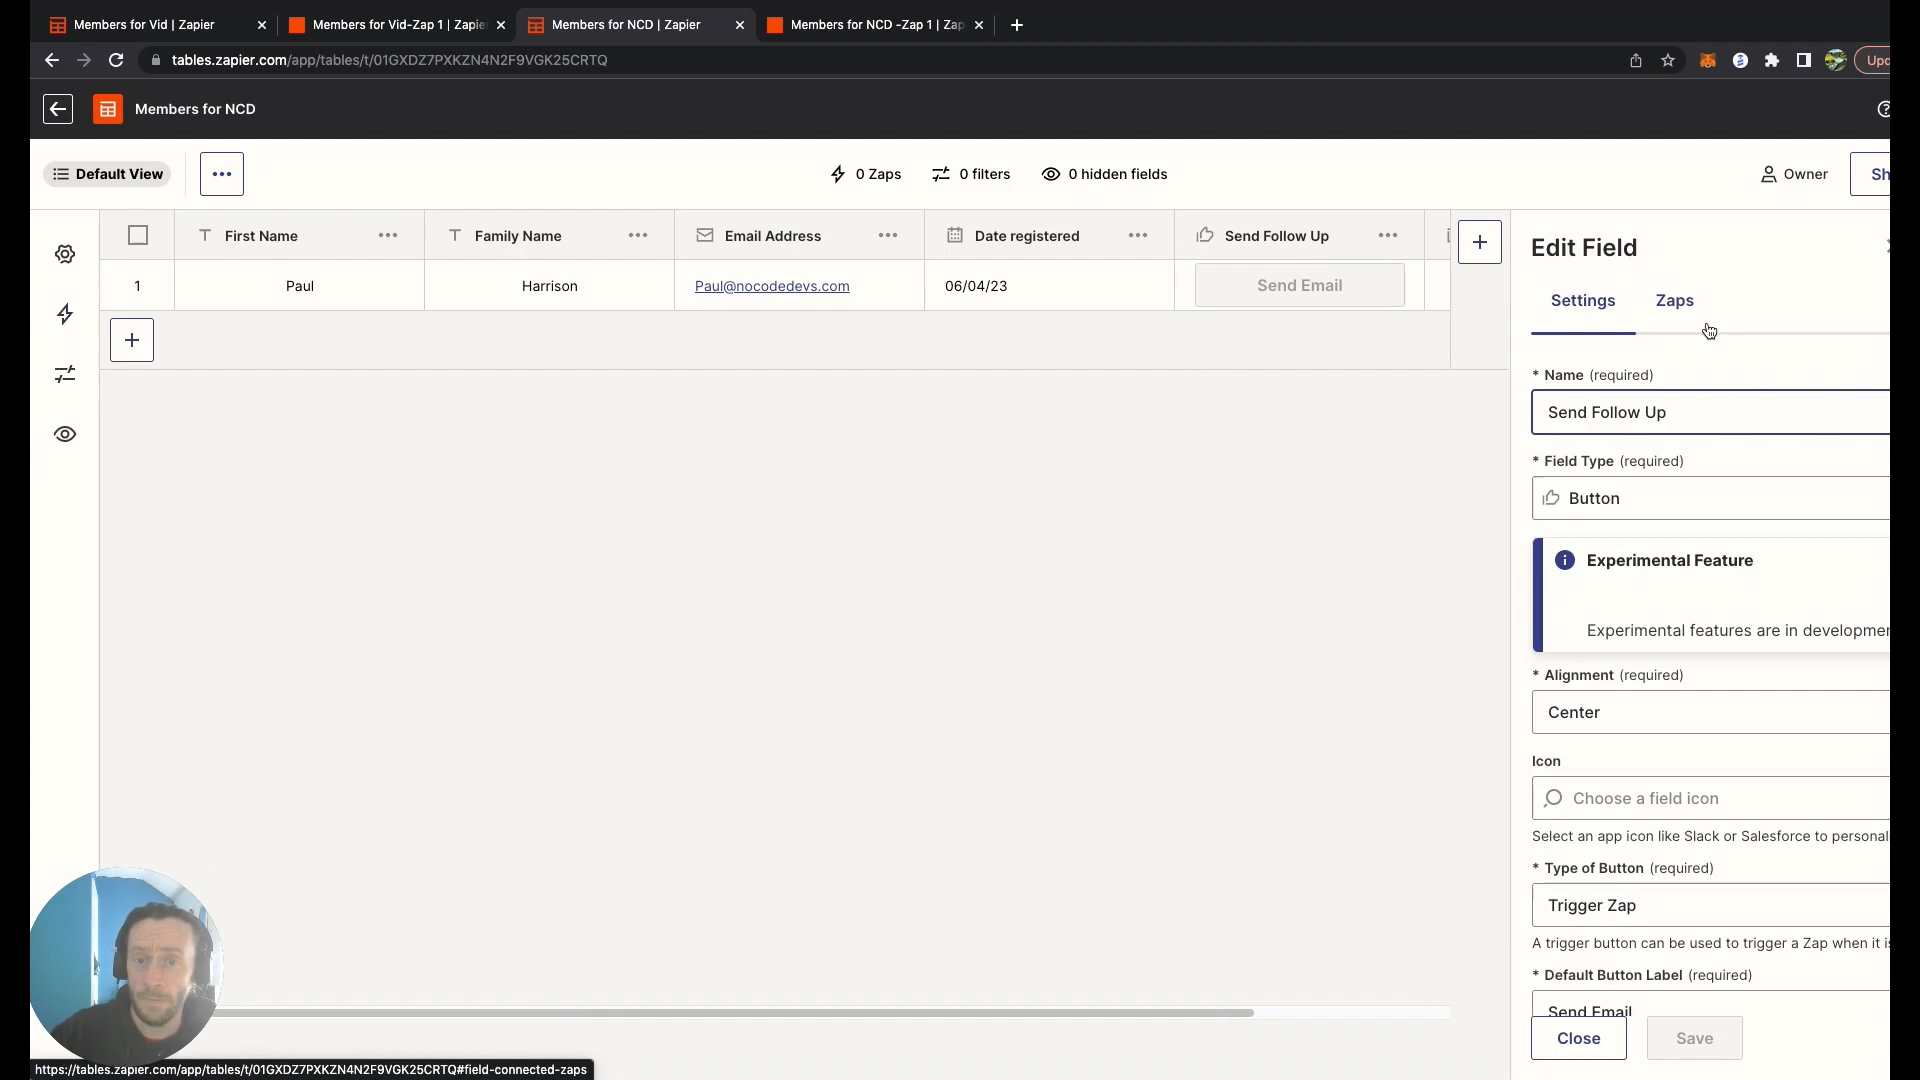 Members for Vid | Zapier
Members for Vid-Zap 1 | Zapie
Members for NCD | Zapier
Members for NCD -Zap 1 | Zap
tables.zapier.com/app/tables/t/01GXDZ7PXKZN4N2F9VGK25CRTQ
Upd
Members for NCD
Default View
0 Zaps
0 filters
0 hidden fields
Owner
Sh
First Name
Family Name
Email Address
Date registered
Send Follow Up
1
Paul
Harrison
Paul@nocodedevs.com
06/04/23
Send Email
Edit Field
Settings
Zaps
* Name (required)
Send Follow Up
* Field Type (required)
Button
Experimental Feature
Experimental features are in developmen
* Alignment (required)
Center
Icon
Choose a field icon
Select an app icon like Slack or Salesforce to personal
* Type of Button (required)
Trigger Zap
A trigger button can be used to trigger a Zap when it is
* Default Button Label (required)
Send Email
Close
Save
https://tables.zapier.com/app/tables/t/01GXDZ7PXKZN4N2F9VGK25CRTQ#field-connected-zaps